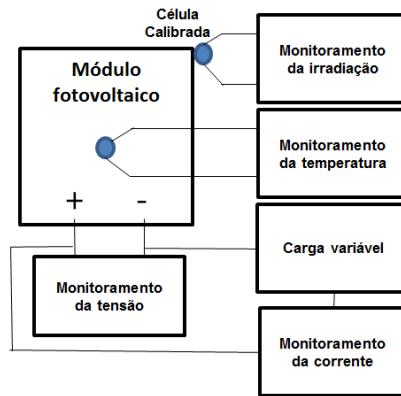 Célula
Calibrada
Módulo
fotovoltaico
+ -
Monitoramento
da irradiação
Monitoramento
da temperatura
Carga variável
Monitoramento
da tensão
Monitoramento
da corrente